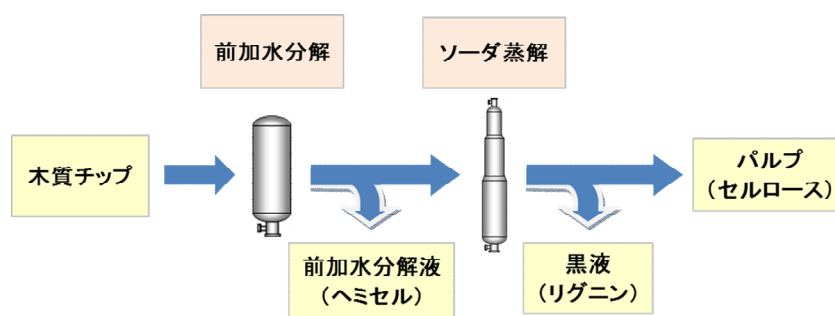 前加水分解
ソーダ蒸解
木質チップ
パルプ
(セルロース)
前加水分解液
(ヘミセル)
黒液
(リグニン)